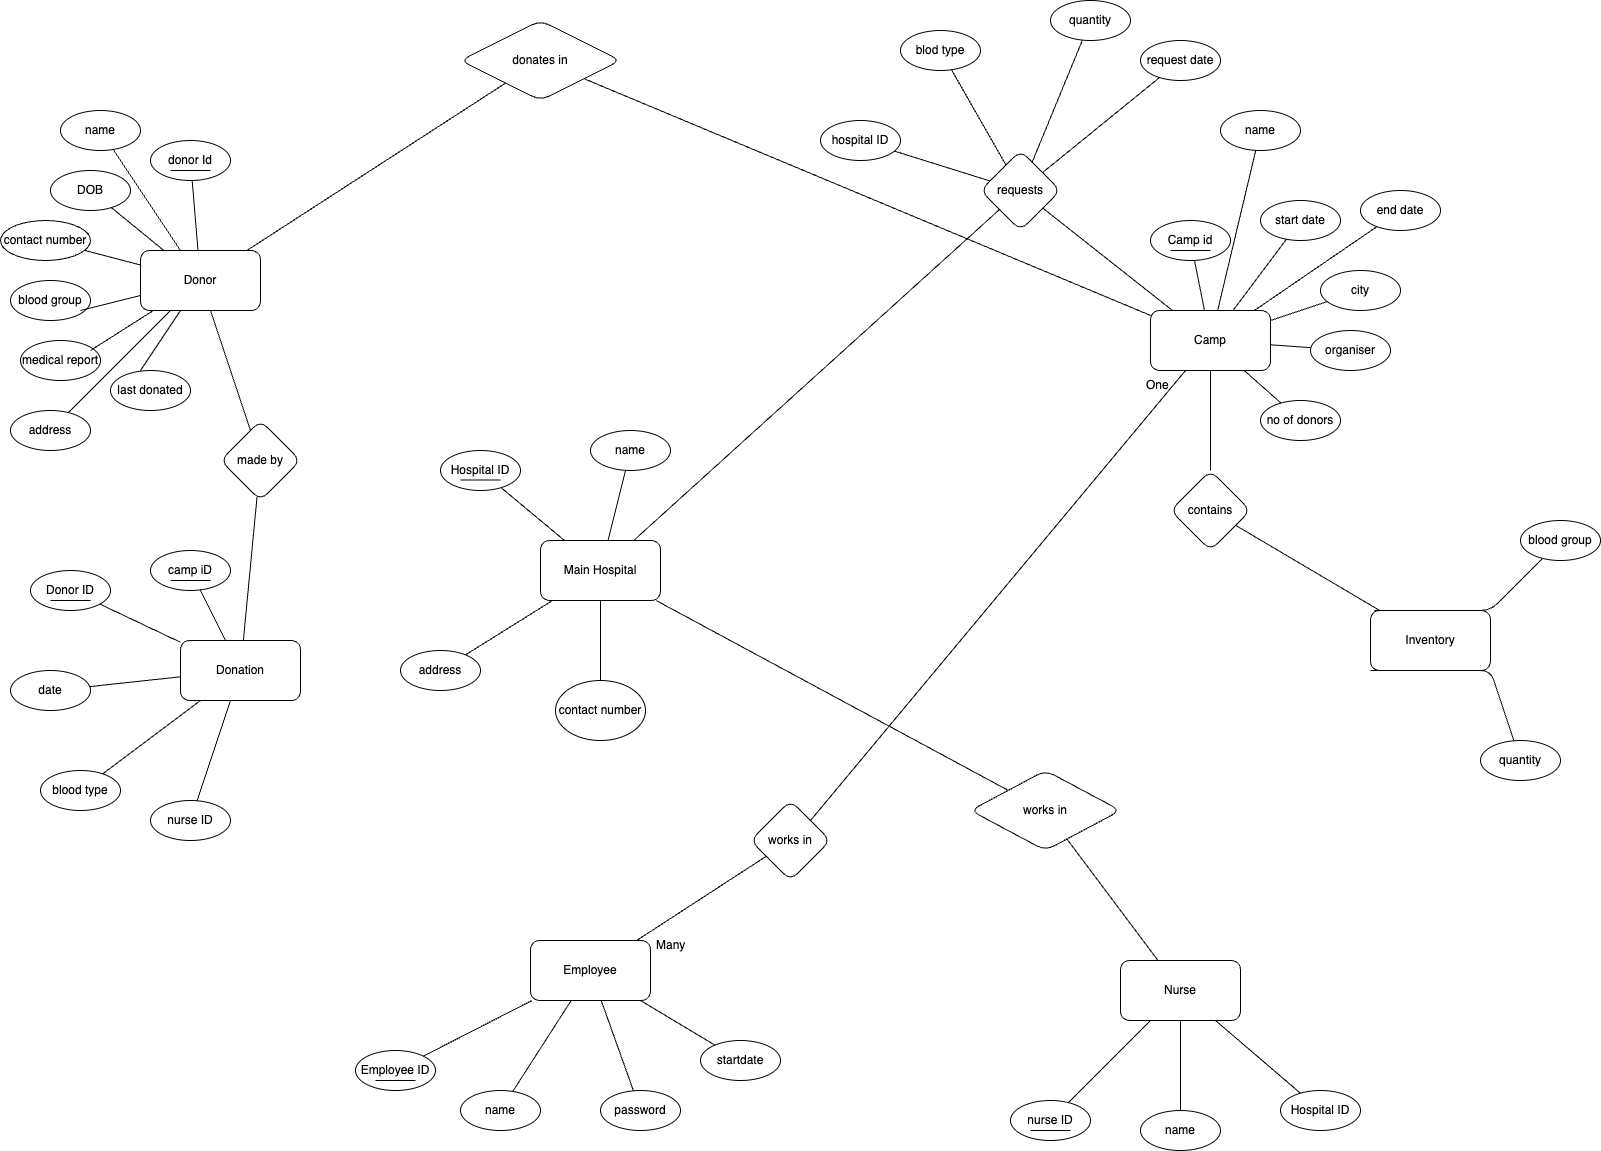 quantity
blod type
request date
donates in
name
name
hospital ID
donor Id
DOB
requests
end date
start date
contact number
Camp id
Donor
city
blood group
Camp
organiser
medical report
One
last donated
no of donors
address
name
made by
Hospital ID
contains
blood group
camp iD
Main Hospital
Donor ID
Inventory
Donation
address
date
contact number
quantity
blood type
works in
nurse ID
works in
Many
Employee
Nurse
startdate
Employee ID
name
password
Hospital ID
nurse ID
name